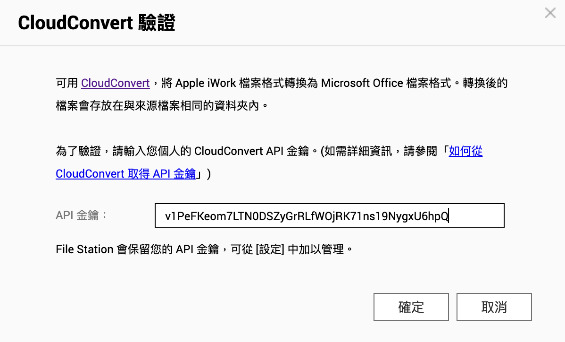 CloudConvert 驗證
可用 CloudConvert，將 Apple iWork 檔案格式轉換為 Microsoft Office 檔案格式。轉換後的
檔案會存放在與來源檔案相同的資料夾內。
為了驗證，請輸入您個人的 CloudConvert API 金鑰。(如需詳細資訊，請參閱「如何從
CloudConvert 取得 API 金鑰」)
API 金鑰： v1PeFKeom7LTN0DSZyGrRLfWOjRK71ns19NygxU6hpQ
File Station 會保留您的 API 金鑰，可從 [設定] 中加以管理。
確定 取消